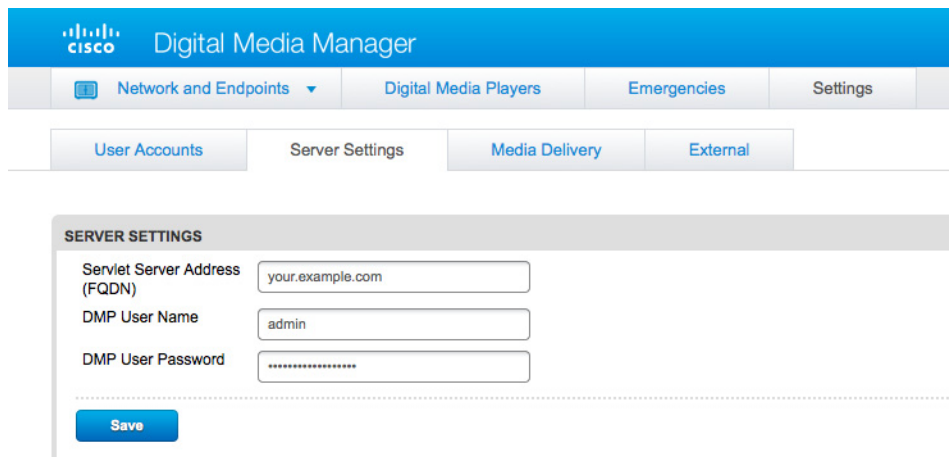 CISCO Digital Media Manager
Network and Endpoints Digital Media Players Emergencies Settings
User Accounts Server Settings Media Delivery External
SERVER SETTINGS
Servlet Server Address
(FQDN)
your.example.com
DMP User Name
admin
DMP User Password
••••••••••••••••••
Save